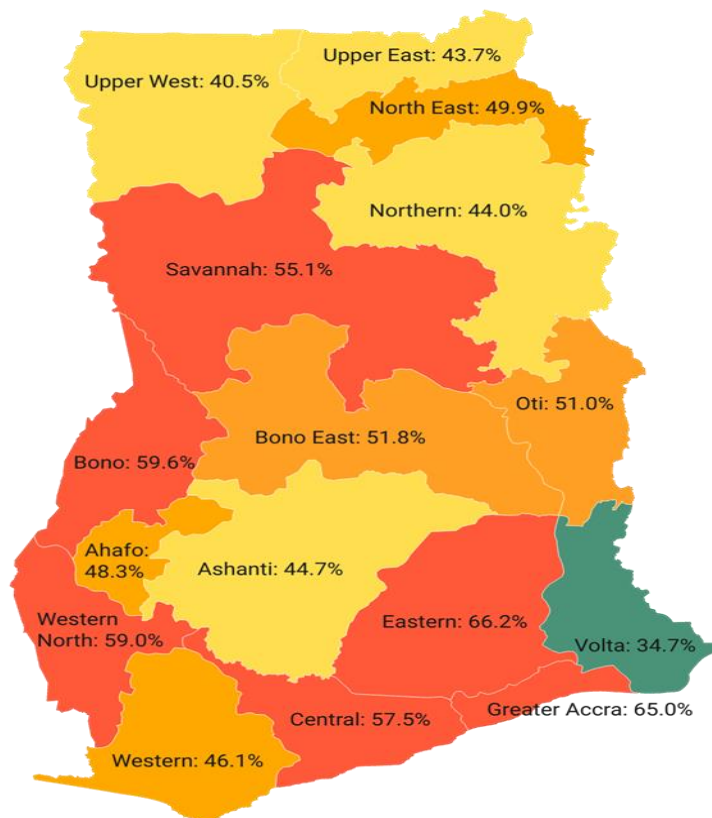 Upper East: 43.7%
Upper West: 40.5%
North East: 49.9%
Northern: 44.0%
Savannah: 55.1%
Oti: 51.0%
Bono East: 51.8%
Bono: 59.6%
Ahafo:
48.3%
Ashanti: 44.7%
Western
North: 59.0%
Eastern: 66.2%
Volta: 34.7%
Greater Accra: 65.0%
Central: 57.5%
Western: 46.1%